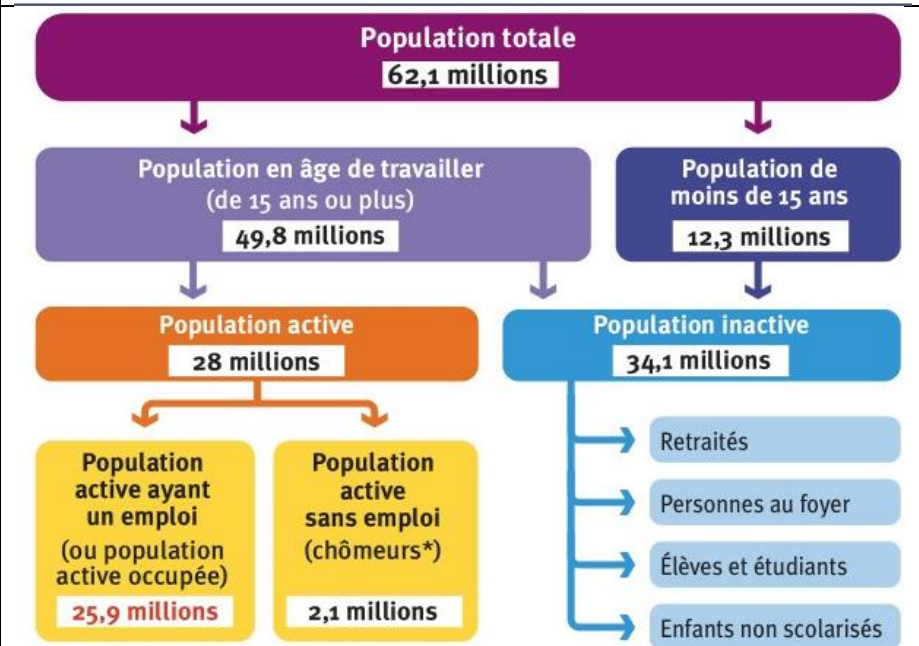 Population totale
62,1 millions
Population en âge de travailler
(de 15 ans ou plus)
49,8 millions
Population de
moins de 15 ans
12,3 millions
Population active
28 millions
Population inactive
34,1 millions
Population
active ayant
un emploi
(ou population
active occupée)
25,9 millions
Population
active
sans emploi
(chômeurs*)
2,1 millions
Retraités
Personnes au foyer
Élèves et étudiants
Enfants non scolarisés